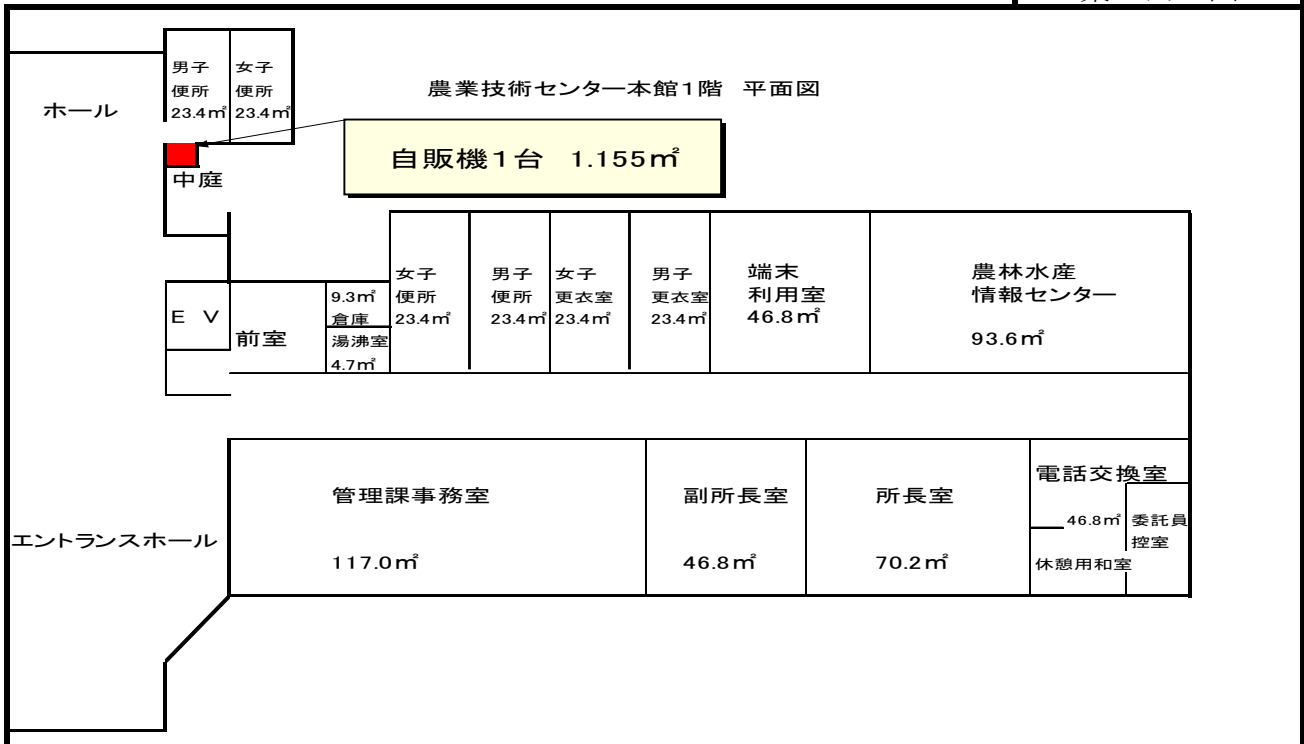 農業技術センター本館1階 平面図
ホール
男子
便所
23.4㎡
女子
便所
23.4㎡
自販機1台 1.155㎡
中庭
EV
前室
9.3㎡
倉庫
湯沸室
4.7㎡
女子
便所
23.4㎡
男子
便所
23.4㎡
女子
更衣室
23.4㎡
男子
更衣室
23.4㎡
端末
利用室
46.8㎡
農林水産
情報センター
93.6㎡
エントランスホール
管理課事務室
117.0㎡
副所長室
46.8㎡
所長室
70.2㎡
電話交換室
46.8㎡
休憩用和室
委託員
控室